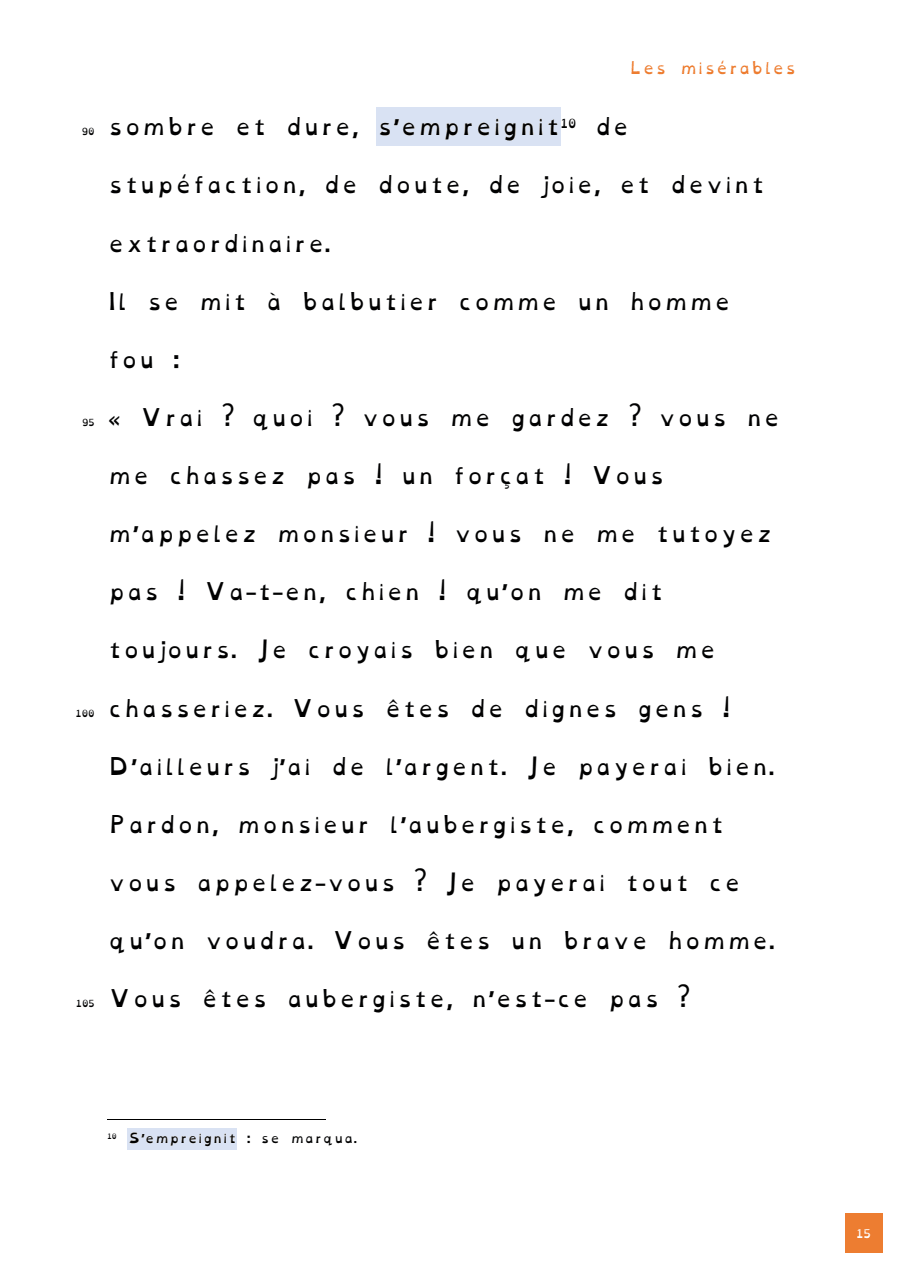 Les misérables
90 sombre et dure, s'empreignit¹⁰ de
stupéfaction, de doute, de joie, et devint
extraordinaire.
Il se mit à balbutier comme un homme
fou :
95 « Vrai ? quoi ? vous me gardez ? vous ne
me chassez pas ! un forçat ! Vous
m'appelez monsieur ! vous ne me tutoyez
pas ! Va-t-en, chien ! qu'on me dit
toujours. Je croyais bien que vous me
100 chasseriez. Vous êtes de dignes gens !
D'ailleurs j'ai de l'argent. Je payerai bien.
Pardon, monsieur l'aubergiste, comment
vous appelez-vous ? Je payerai tout ce
qu'on voudra. Vous êtes un brave homme.
105 Vous êtes aubergiste, n'est-ce pas ?
¹⁰ S'empreignit : se marqua.
15